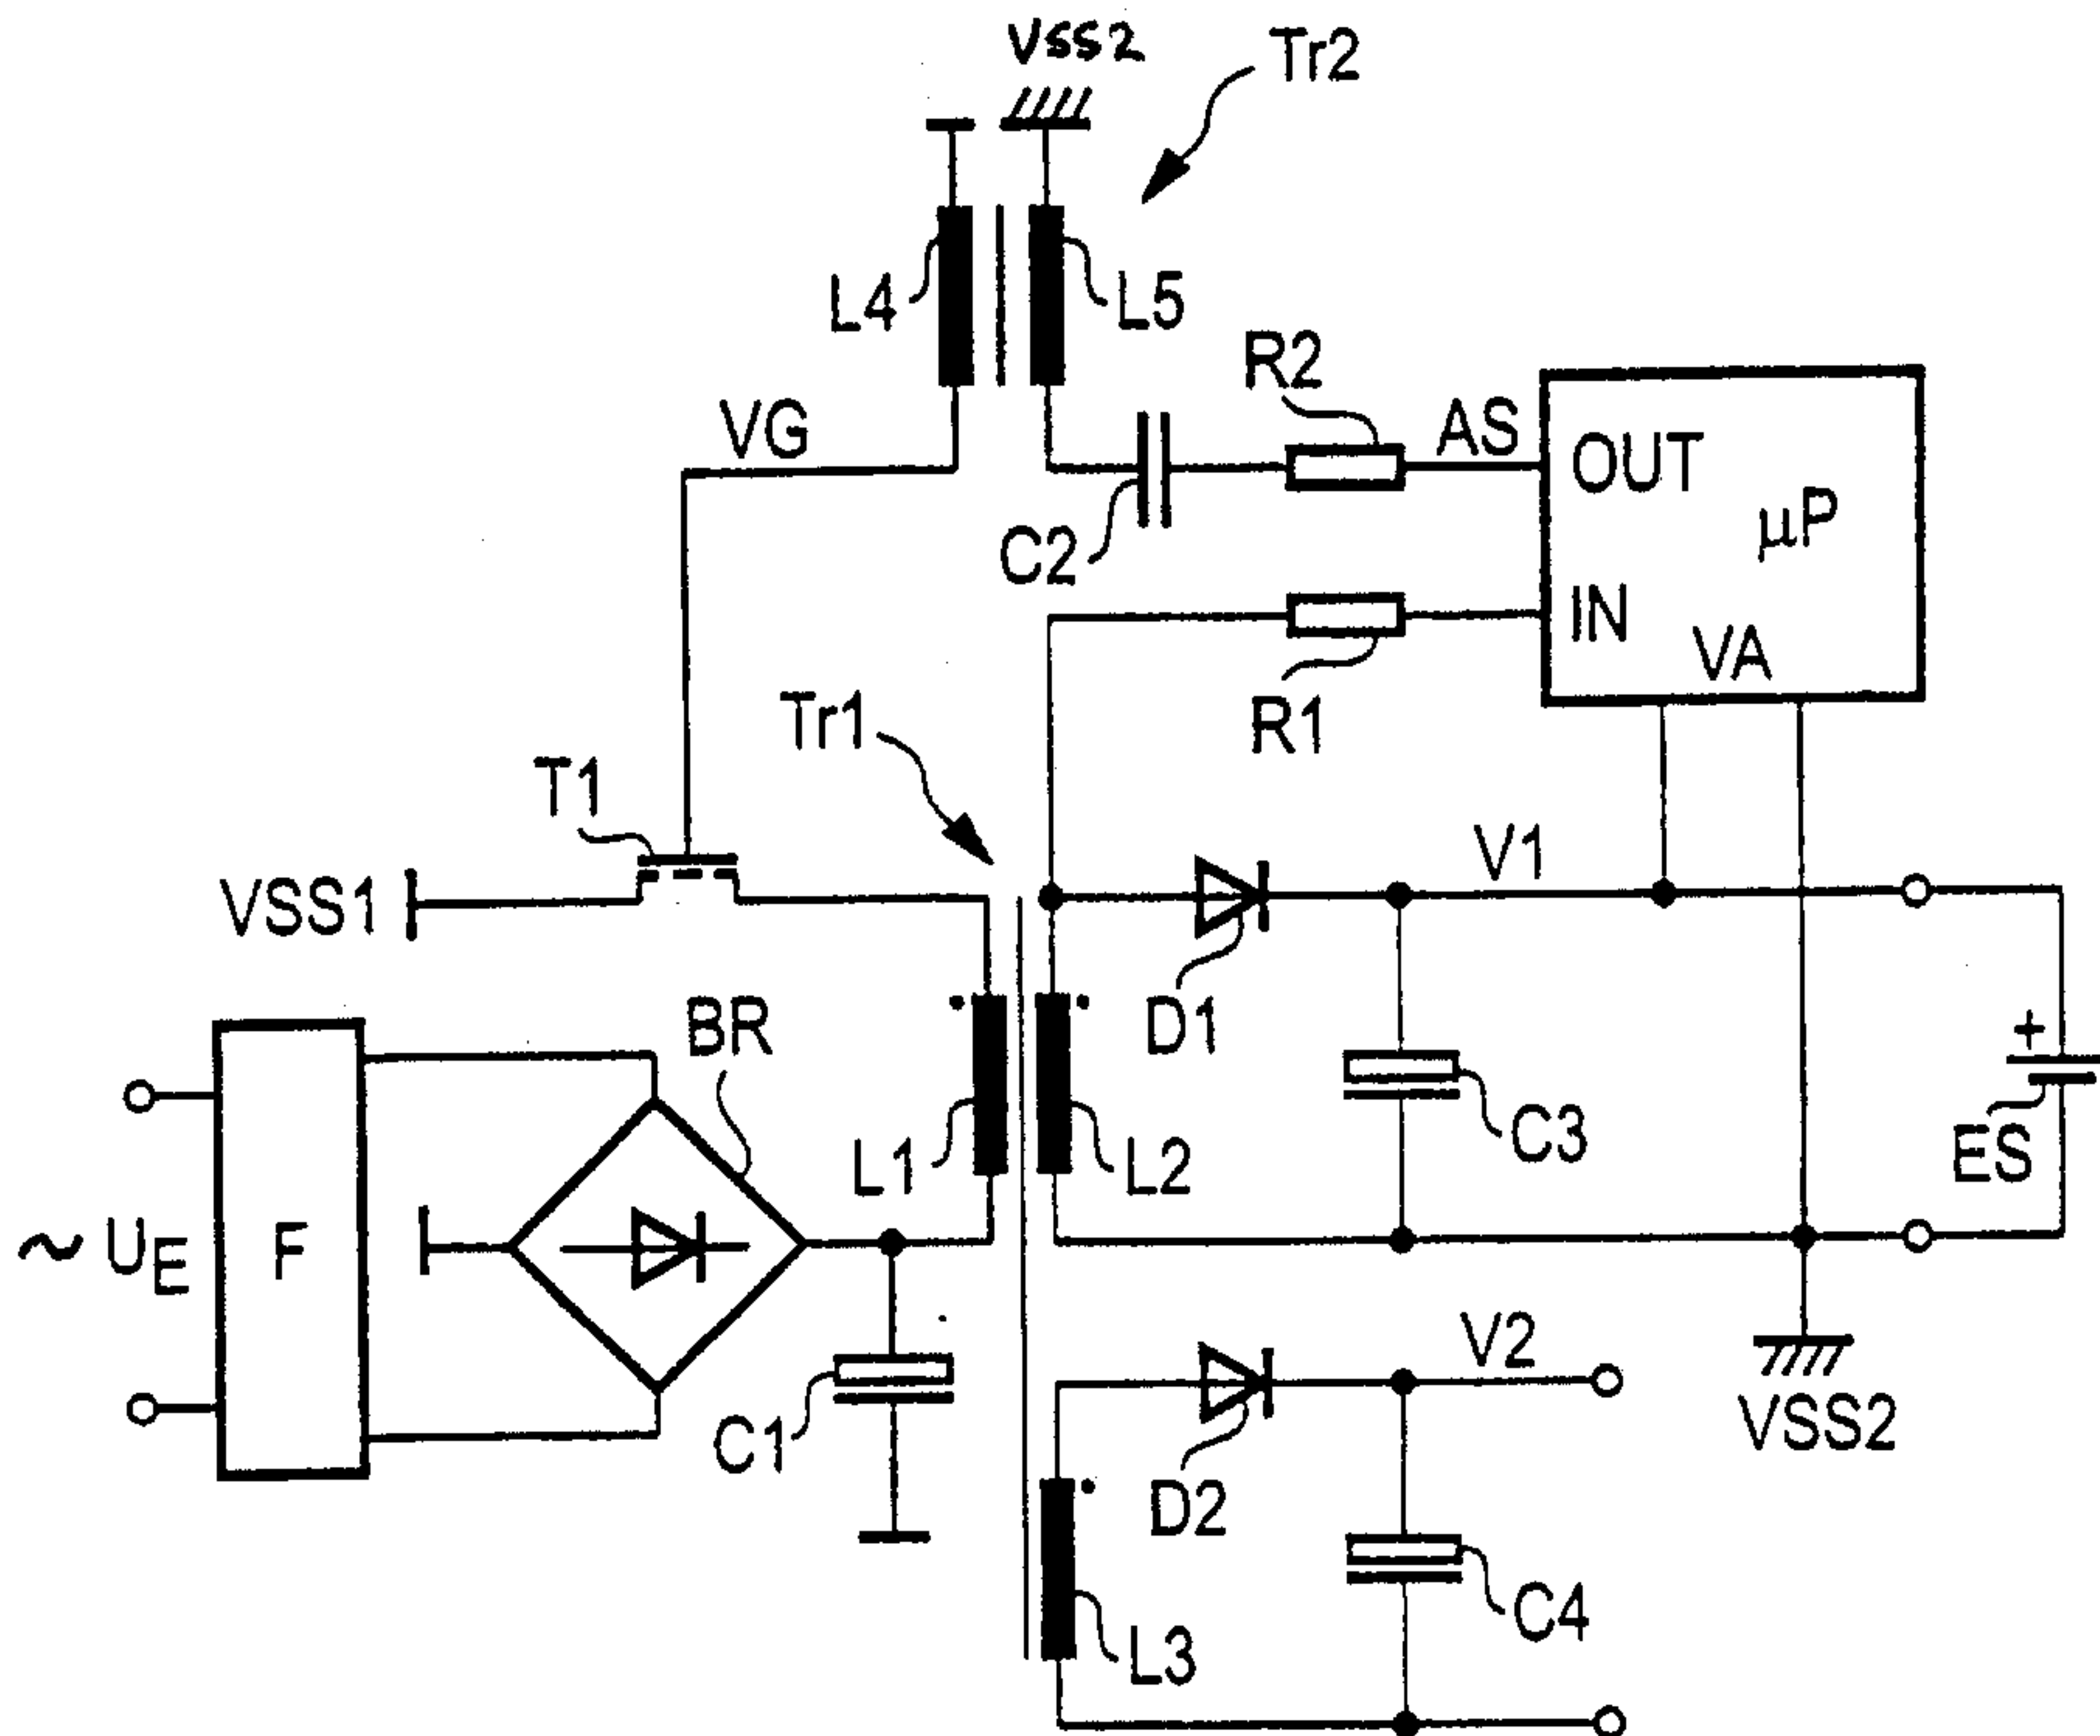 VSS2
Tr2
L4
L5
R2
VG
AS
OUT
µP
C2
IN
VA
Tr1
R1
T1
V1
VSS1
BR
D1
+
L1
L2
C3
ES
~ UE
F
V2
C1
VSS2
D2
C4
L3